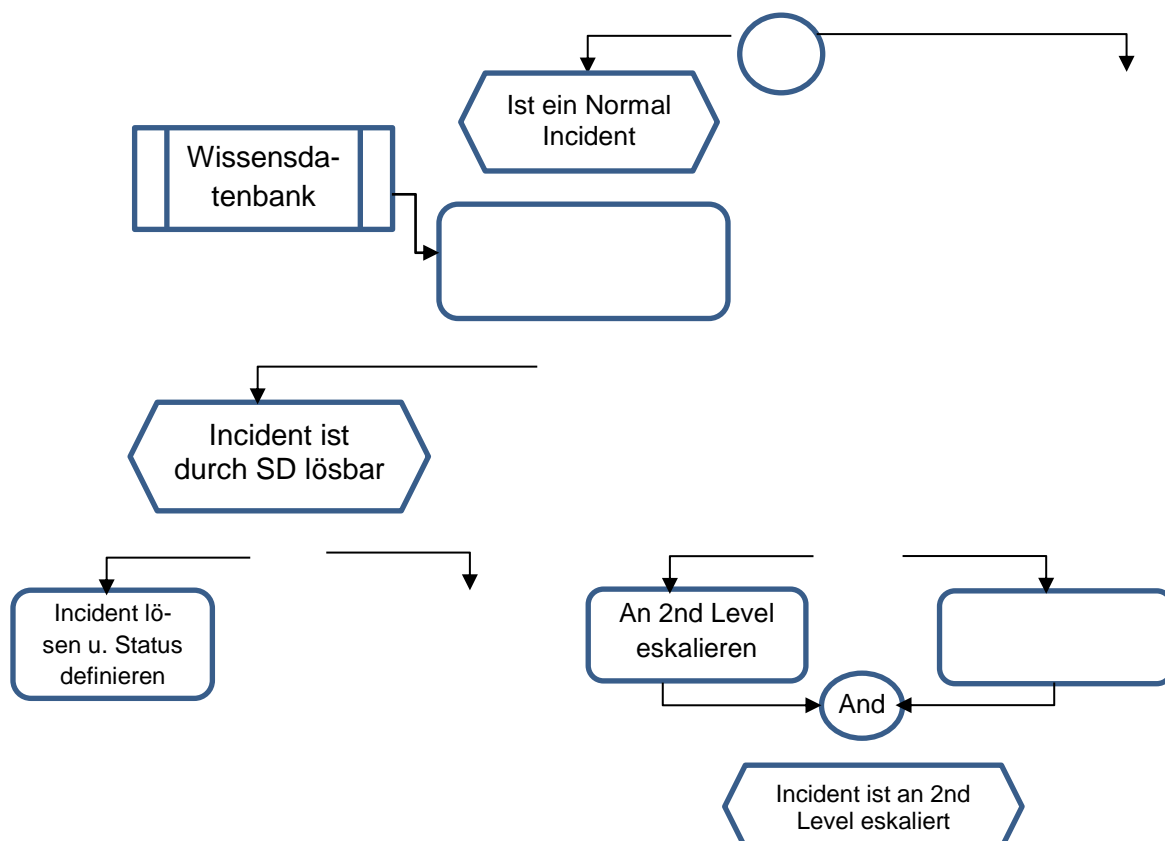 Ist ein Normal
Incident
Wissensda-
tenbank
Incident ist
durch SD lösbar
Incident lö-
sen u. Status
definieren
An 2nd Level
eskalieren
And
Incident ist an 2nd
Level eskaliert